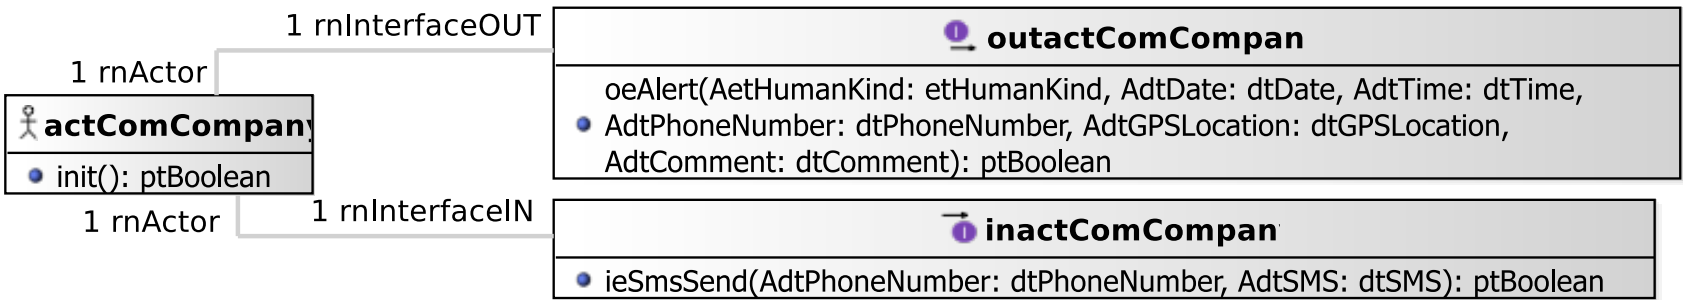 1 rnInterfaceOUT
outactComCompan
1 rnActor
oeAlert(AetHumanKind: etHumanKind, AdtDate: dtDate, AdtTime: dtTime,
AdtPhoneNumber: dtPhoneNumber, AdtGPSLocation: dtGPSLocation,
AdtComment: dtComment): ptBoolean
actComCompany
init(): ptBoolean
1 rnActor
1 rnInterfaceIN
inactComCompan
ieSmsSend(AdtPhoneNumber: dtPhoneNumber, AdtSMS: dtSMS): ptBoolean